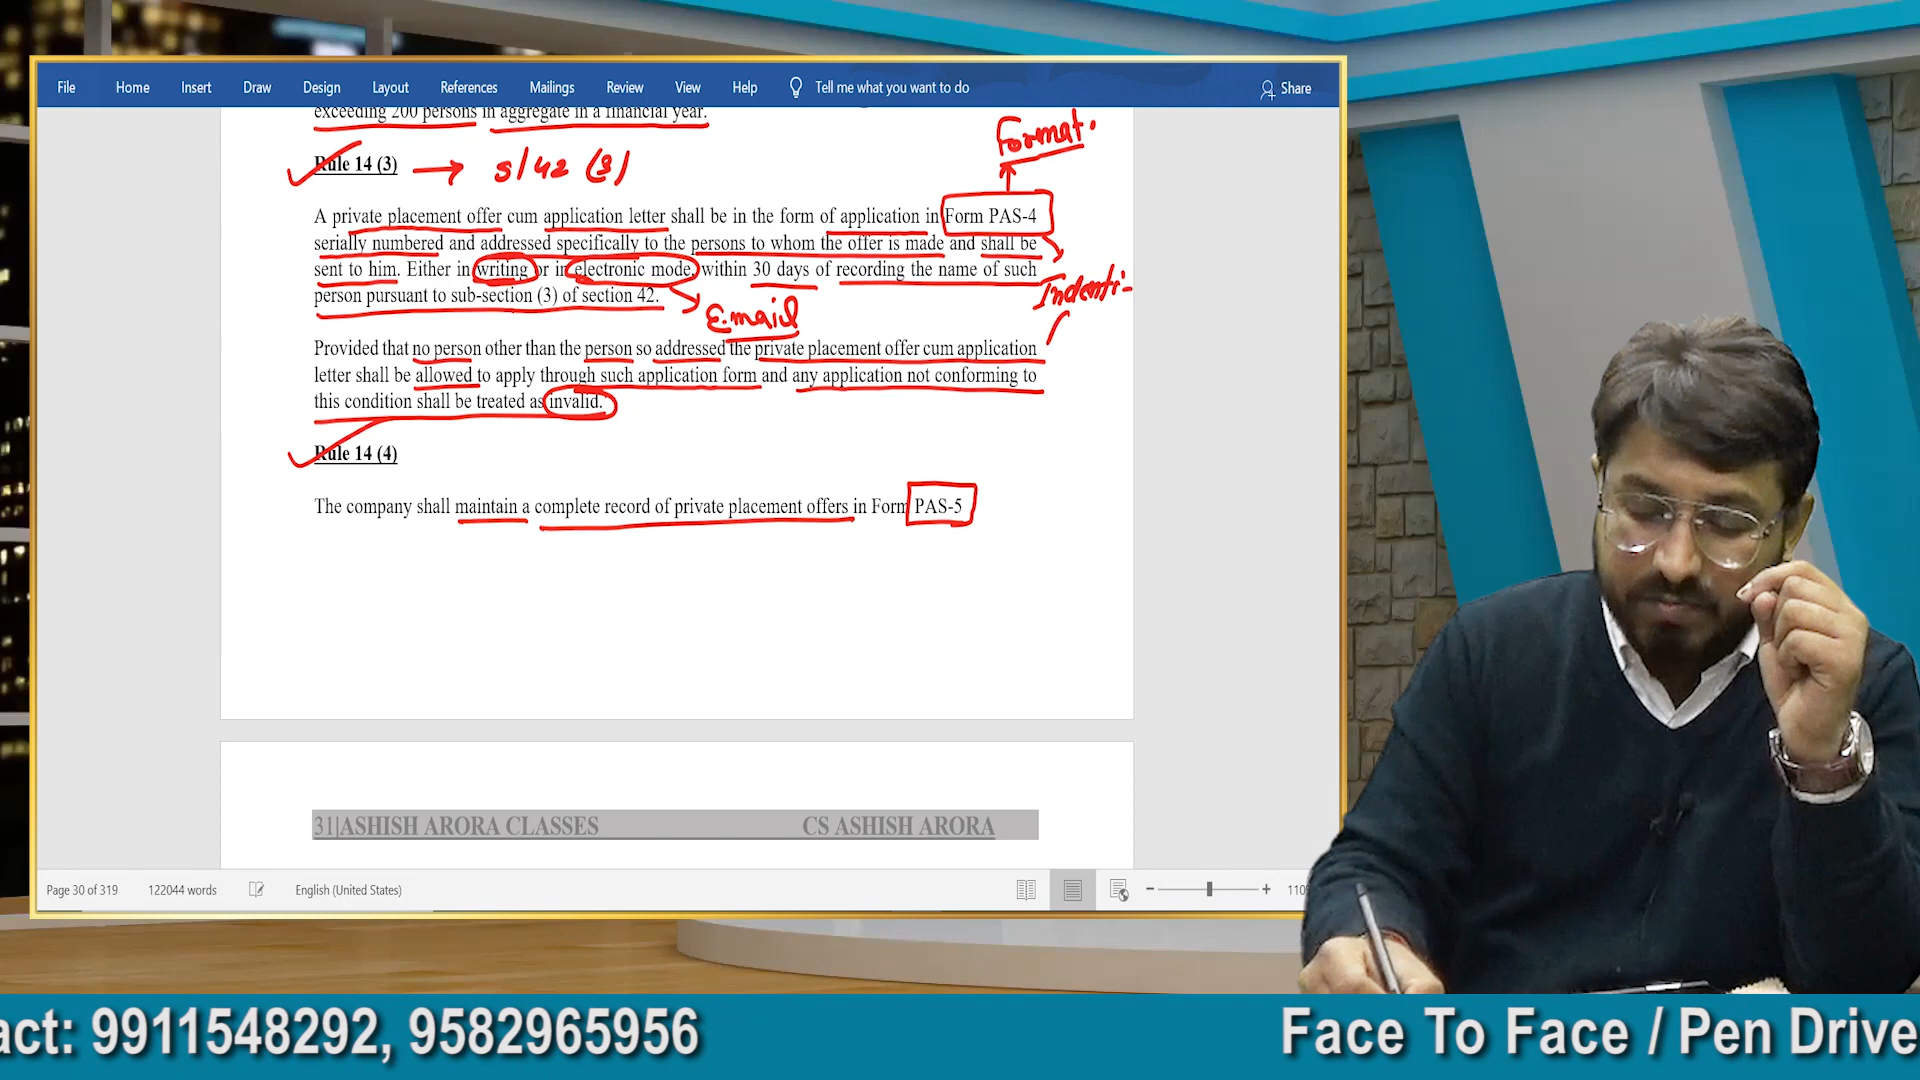 File Home Insert Draw Design Layout References Mailings Review View Help Tell me what you want to do Share
exceeding 200 persons in aggregate in a financial year.
Format.
Rule 14 (3) → s/42 (3)
A private placement offer cum application letter shall be in the form of application in Form PAS-4
serially numbered and addressed specifically to the persons to whom the offer is made and shall be
sent to him. Either in writing or in electronic mode, within 30 days of recording the name of such
Indenti-
person pursuant to sub-section (3) of section 42.
E.mail
Provided that no person other than the person so addressed the private placement offer cum application
letter shall be allowed to apply through such application form and any application not conforming to
this condition shall be treated as invalid.
Rule 14 (4)
The company shall maintain a complete record of private placement offers in Form PAS-5
31|ASHISH ARORA CLASSES CS ASHISH ARORA
Page 30 of 319 122044 words English (United States)
act: 9911548292, 9582965956 Face To Face / Pen Drive